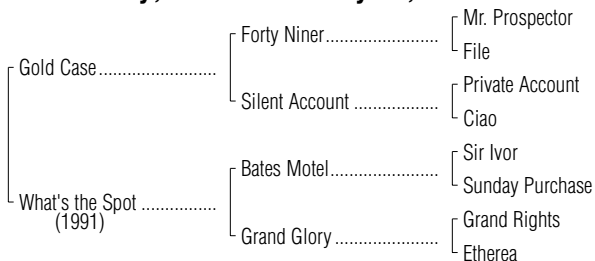 Mr. Prospector
Forty Niner
File
Gold Case
Private Account
Silent Account
Ciao
Sir Ivor
Bates Motel
Sunday Purchase
What's the Spot
(1991)
Grand Rights
Grand Glory
Etherea